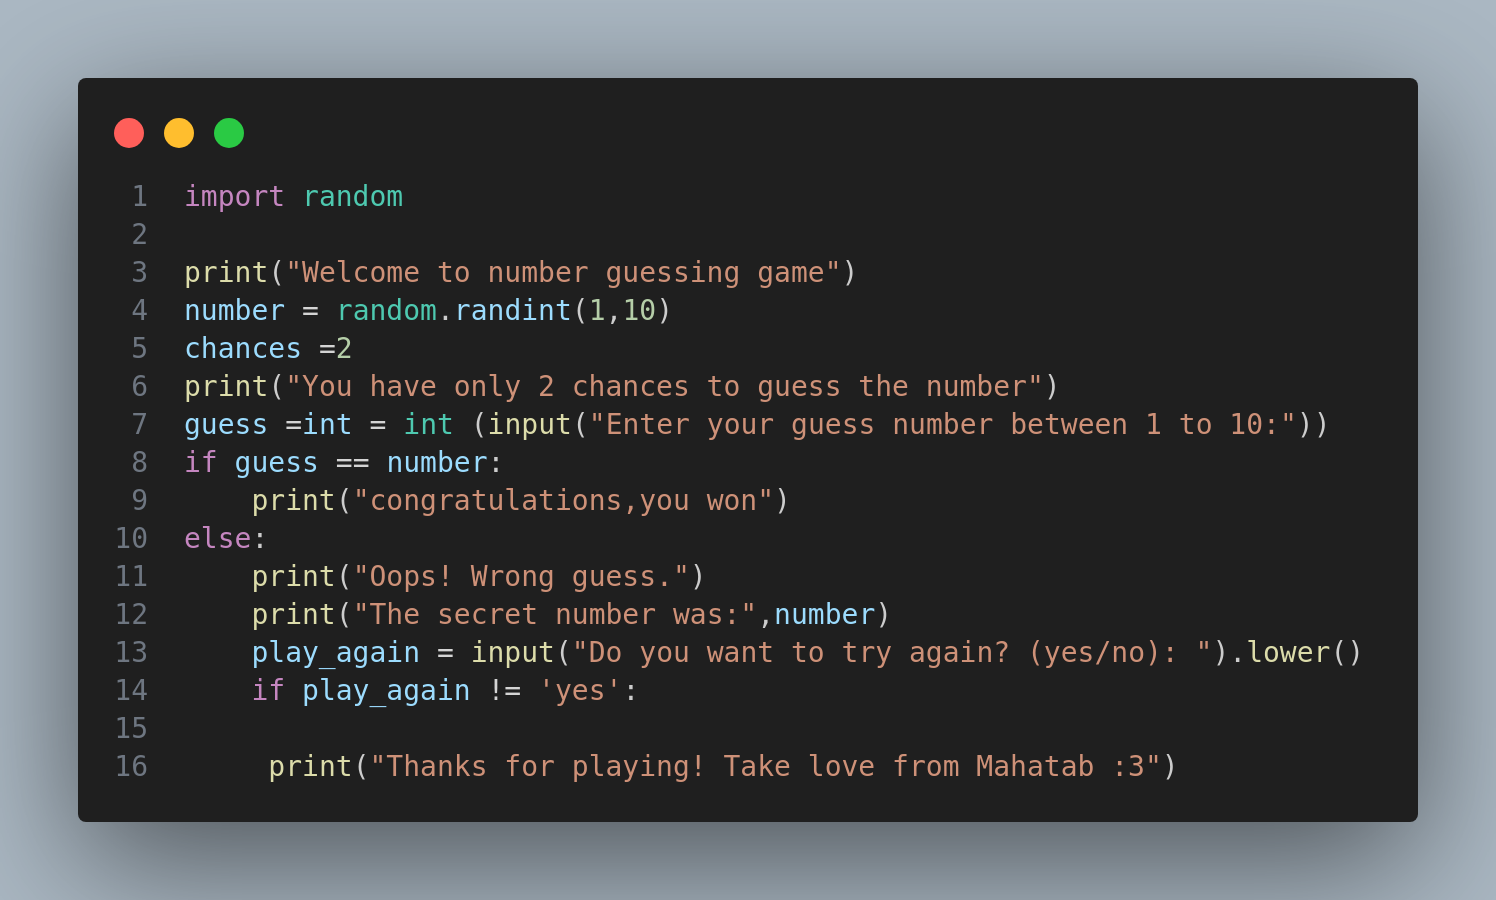 1 import random
2
3 print("Welcome to number guessing game")
4 number = random.randint(1,10)
5 chances =2
6 print("You have only 2 chances to guess the number")
7 guess =int = int (input("Enter your guess number between 1 to 10:"))
8 if guess == number:
9     print("congratulations,you won")
10 else:
11     print("Oops! Wrong guess.")
12     print("The secret number was:",number)
13     play_again = input("Do you want to try again? (yes/no): ").lower()
14     if play_again != 'yes':
15
16      print("Thanks for playing! Take love from Mahatab :3")